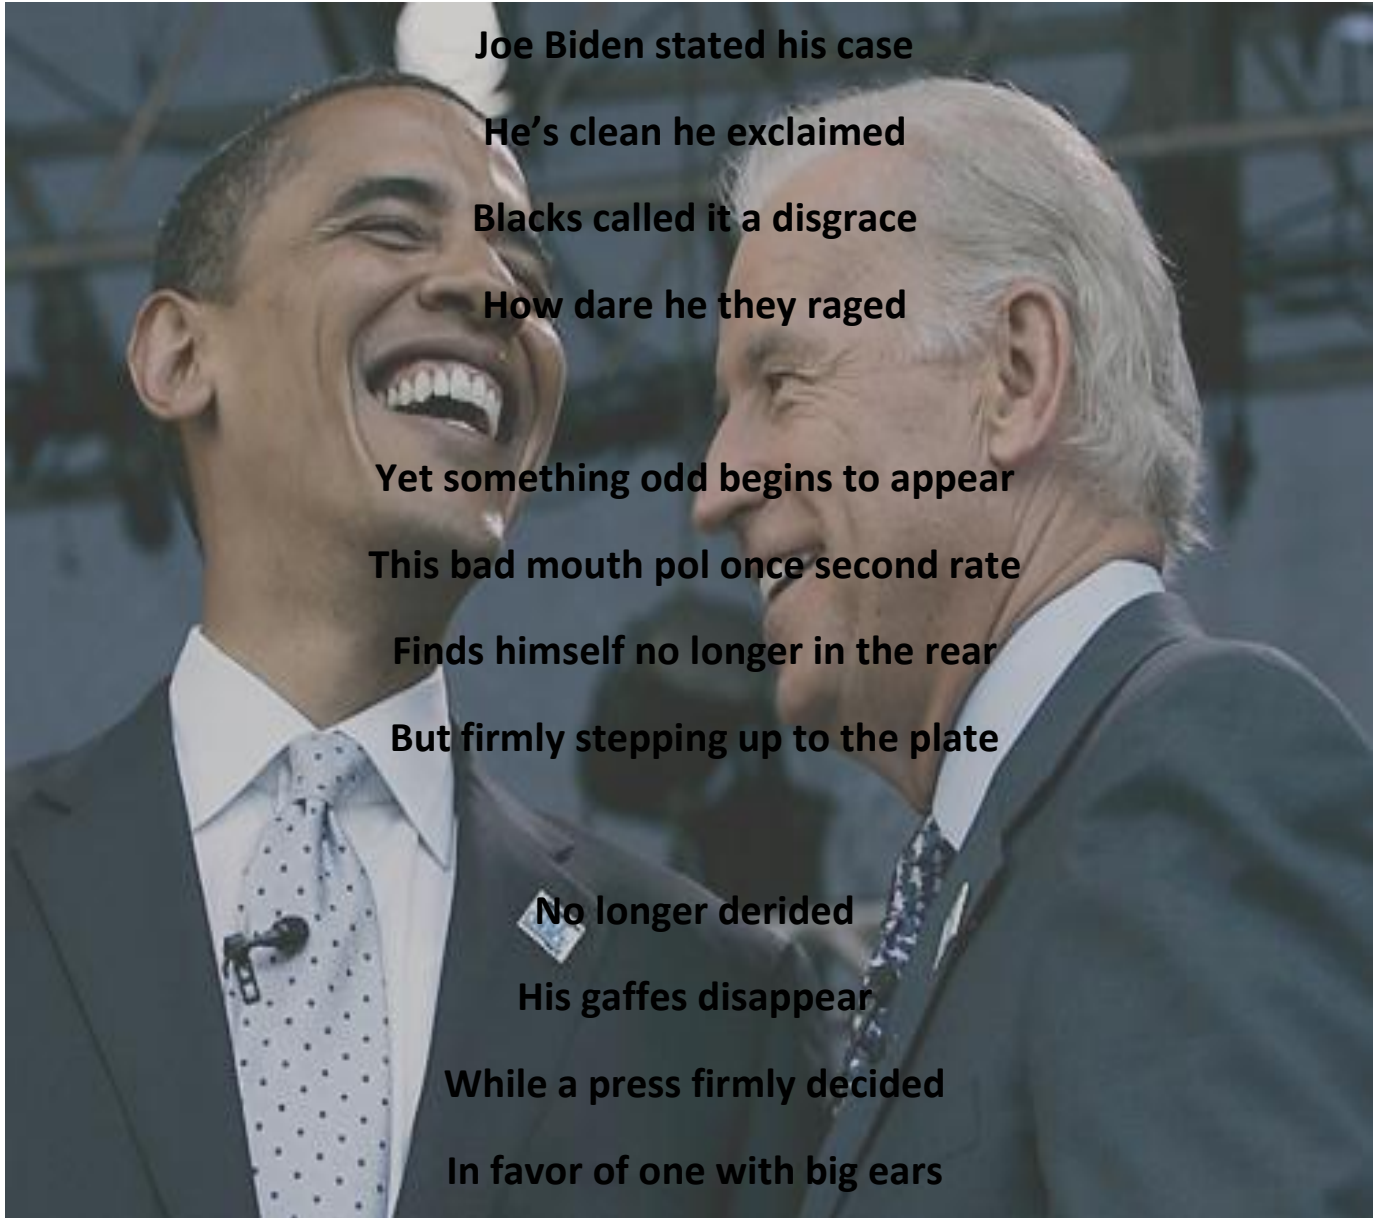 Joe Biden stated his case
He’s clean he exclaimed
Blacks called it a disgrace
How dare he they raged
Yet something odd begins to appear
This bad mouth pol once second rate
Finds himself no longer in the rear
But firmly stepping up to the plate
No longer derided
His gaffes disappear
While a press firmly decided
In favor of one with big ears